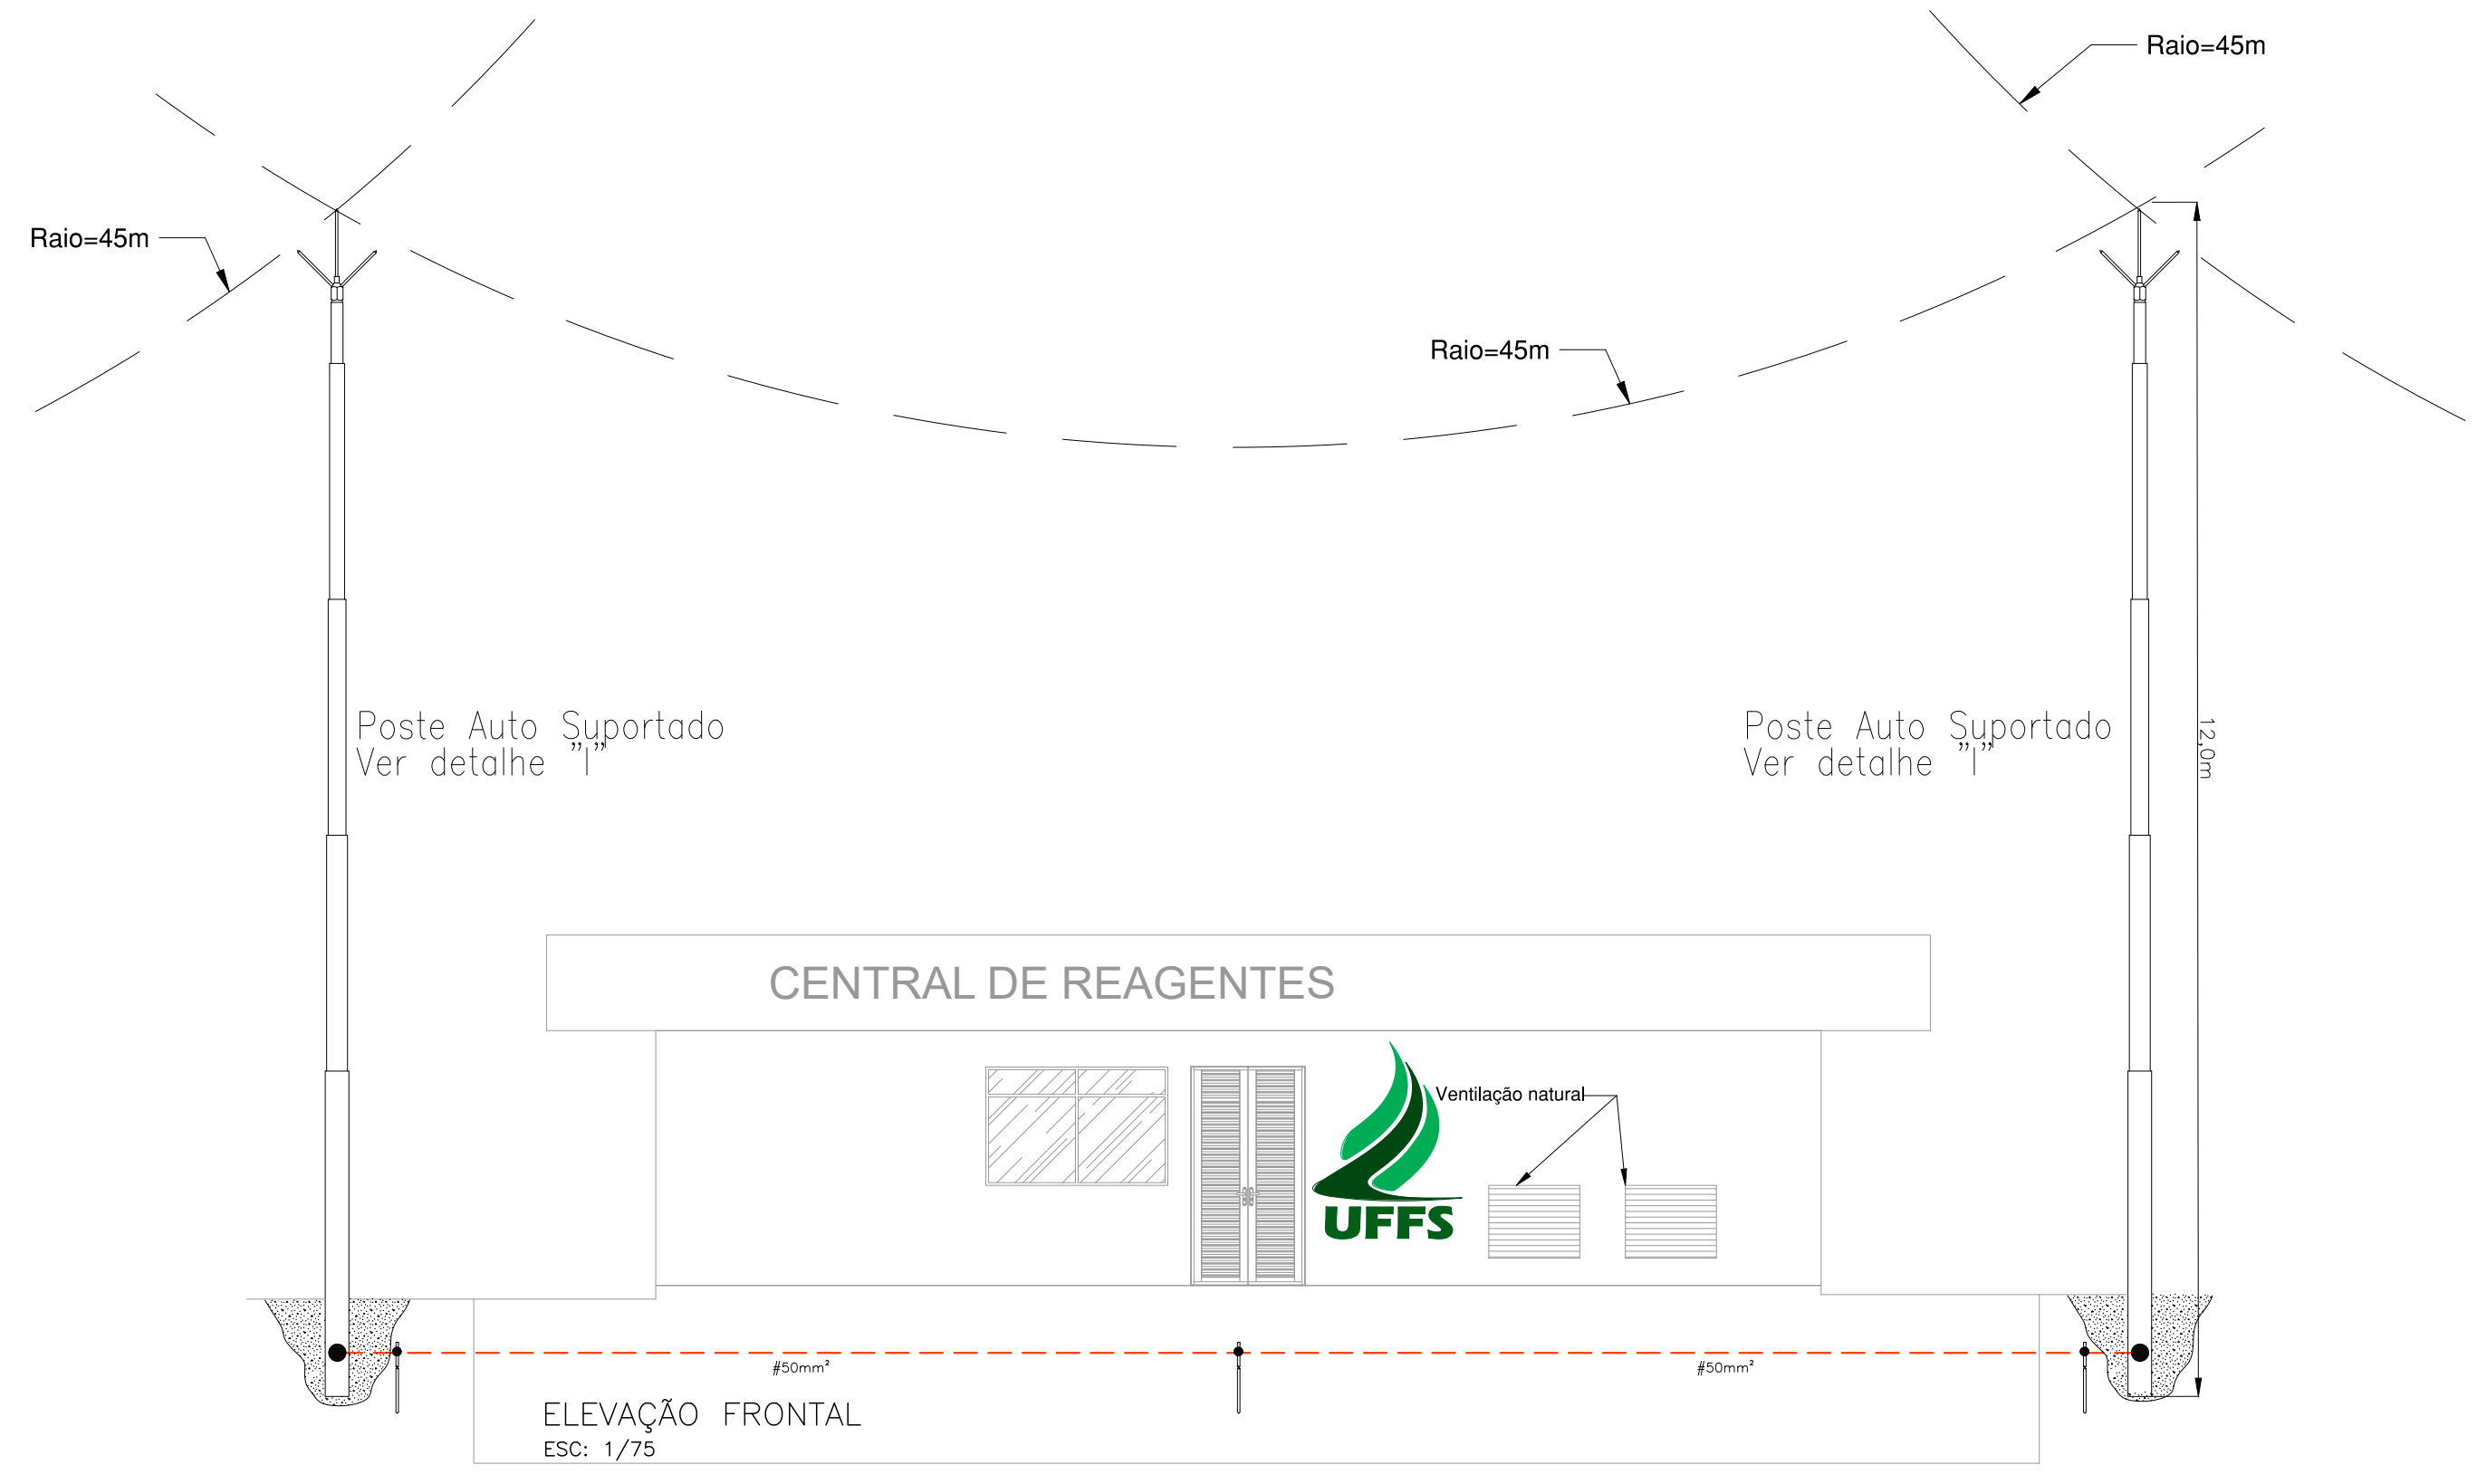 Raio=45m
Raio=45m
Raio=45m
Poste Auto Suportado
Ver detalhe "I"
Poste Auto Suportado
Ver detalhe "I"
12,0m
CENTRAL DE REAGENTES
Ventilação natural
UFFS
#50mm²
#50mm²
ELEVAÇÃO FRONTAL
ESC: 1/75